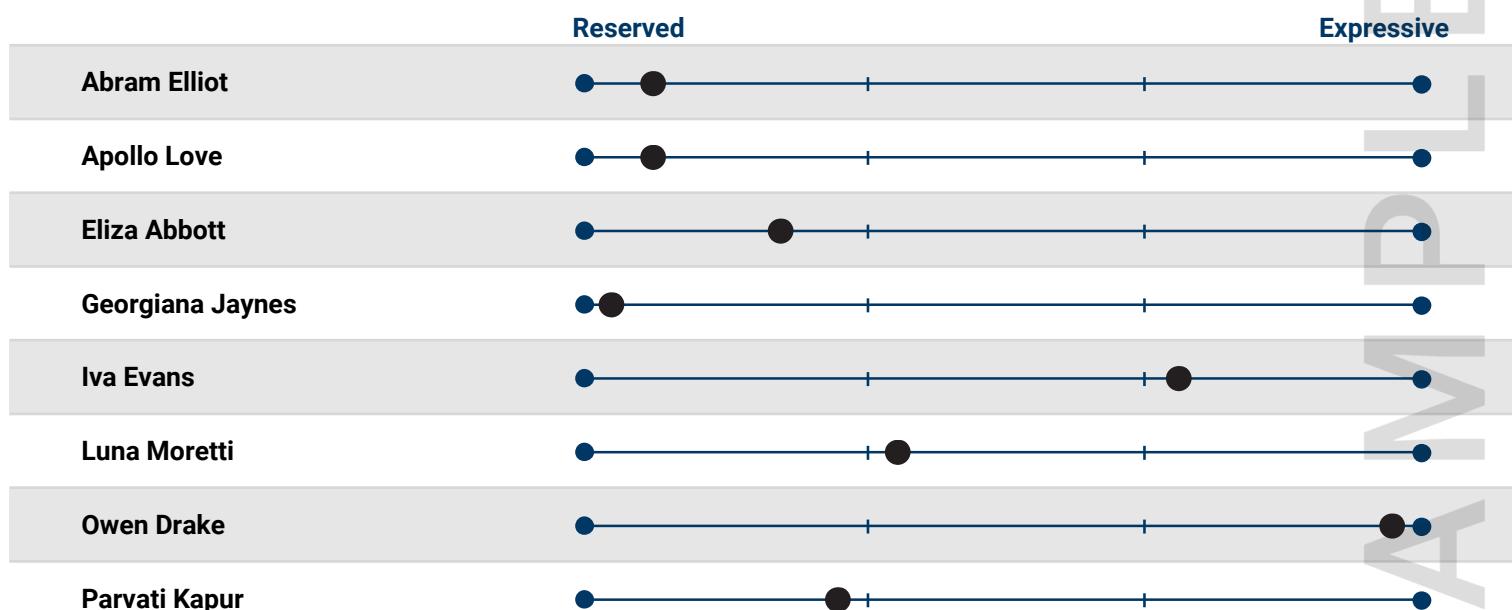 Reserved Expressive
Abram Elliot
Apollo Love
Eliza Abbott
Georgiana Jaynes
Iva Evans
Luna Moretti
Owen Drake
Parvati Kapur